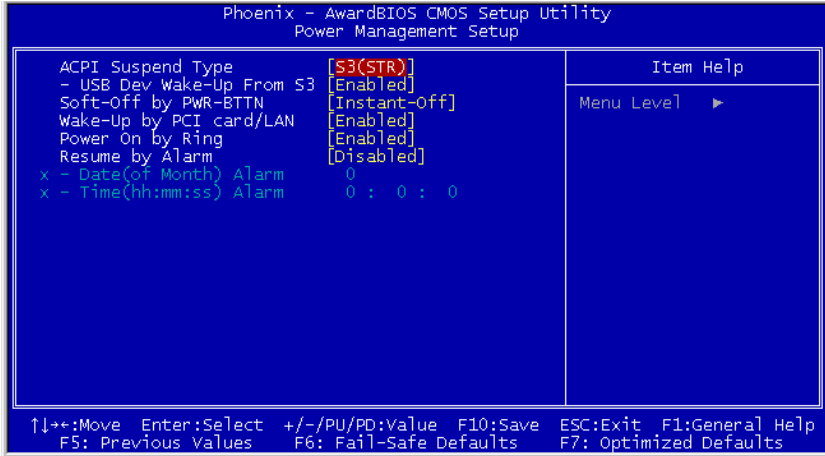 Phoenix - AwardBIOS CMOS Setup Utility
Power Management Setup
ACPI Suspend Type [S3(STR)]
- USB Dev Wake-Up From S3 [Enabled]
Soft-Off by PWR-BTTN [Instant-Off]
Wake-Up by PCI card/LAN [Enabled]
Power On by Ring [Enabled]
Resume by Alarm [Disabled]
x - Date(of Month) Alarm 0
x - Time(hh:mm:ss) Alarm 0 : 0 : 0
Item Help
Menu Level ►
↑↓→←:Move Enter:Select +/-/PU/PD:Value F10:Save ESC:Exit F1:General Help
F5: Previous Values F6: Fail-Safe Defaults F7: Optimized Defaults